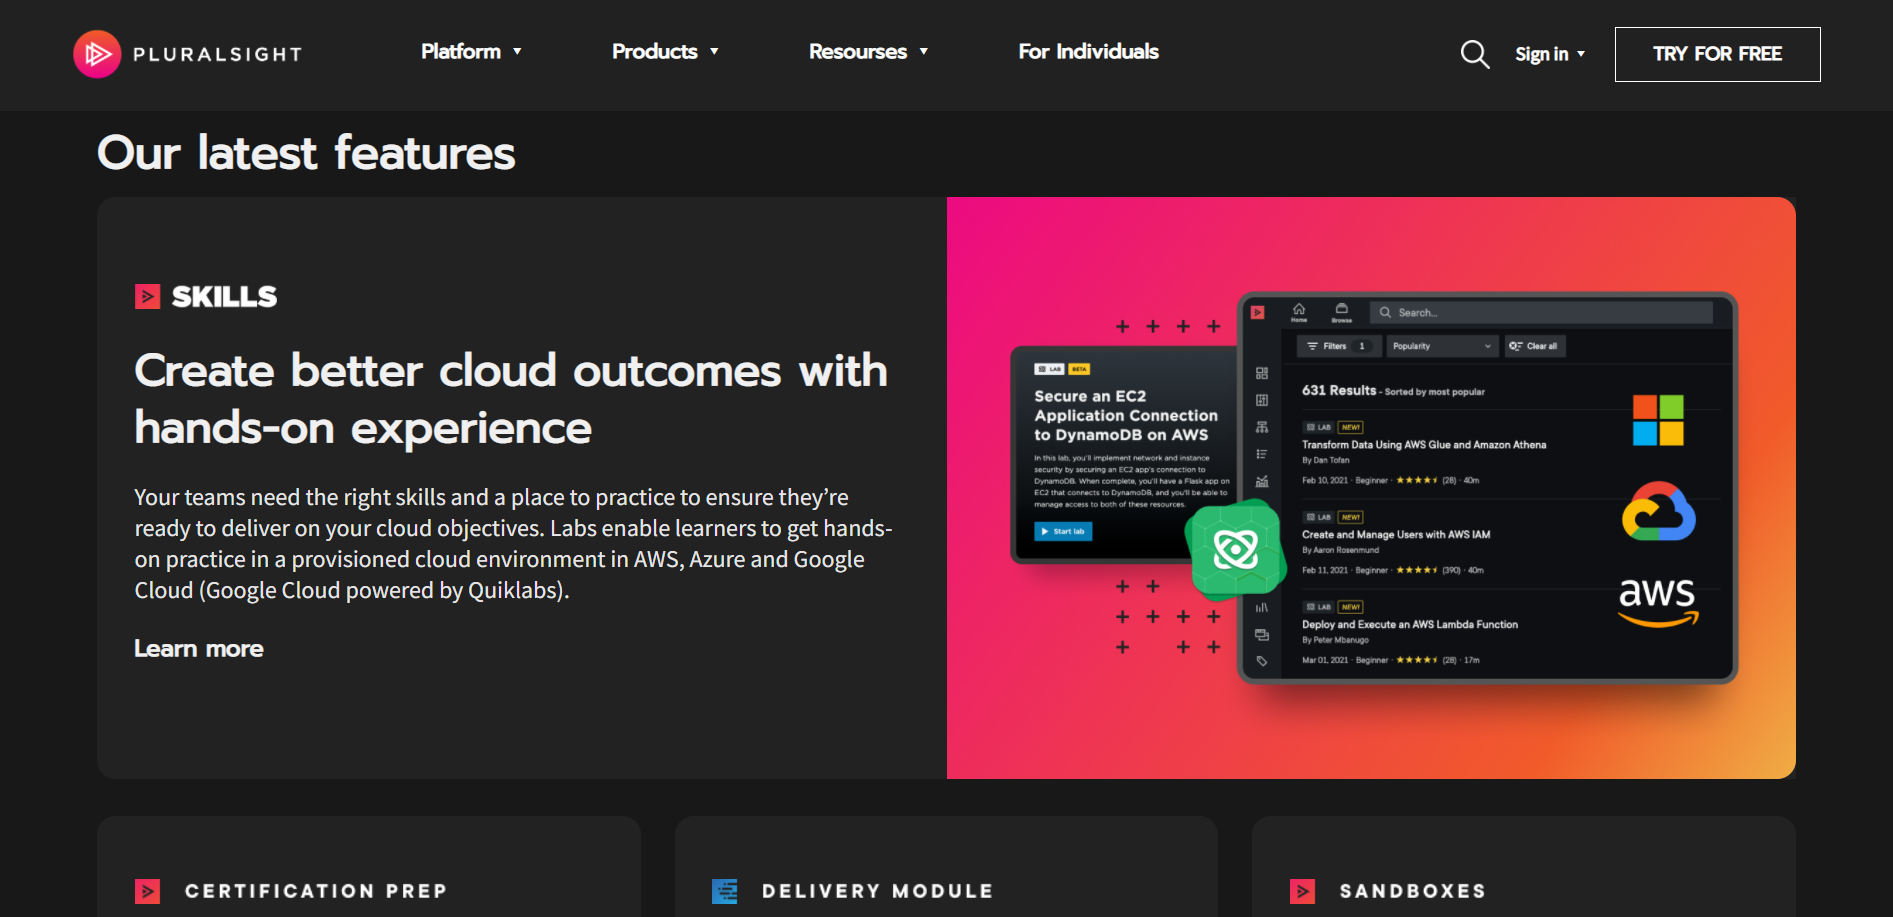 PLURALSIGHT
Platform
Products
Resourses
For Individuals
Sign in
TRY FOR FREE
Our latest features
SKILLS
Create better cloud outcomes with
hands-on experience
Your teams need the right skills and a place to practice to ensure they’re
ready to deliver on your cloud objectives. Labs enable learners to get hands-
on practice in a provisioned cloud environment in AWS, Azure and Google
Cloud (Google Cloud powered by Quiklabs).
Learn more
LAB BETA
Secure an EC2
Application Connection
to DynamoDB on AWS
In this lab, you'll implement network and instance
security by securing an EC2 app's connection to
DynamoDB. When complete, you'll have a Flask app on
EC2 that connects to DynamoDB, and you'll be able to
manage access to both of these resources.
Start lab
Home
Browse
Search...
Filters 1
Popularity
Clear all
631 Results - Sorted by most popular
LAB NEW!
Transform Data Using AWS Glue and Amazon Athena
By Dan Tofan
Feb 10, 2021 · Beginner · ★★★★⯨ (28) · 40m
LAB NEW!
Create and Manage Users with AWS IAM
By Aaron Rosenmund
Feb 11, 2021 · Beginner · ★★★★⯨ (390) · 40m
LAB NEW!
Deploy and Execute an AWS Lambda Function
By Peter Mbanugo
Mar 01, 2021 · Beginner · ★★★★⯨ (28) · 17m
aws
CERTIFICATION PREP
DELIVERY MODULE
SANDBOXES